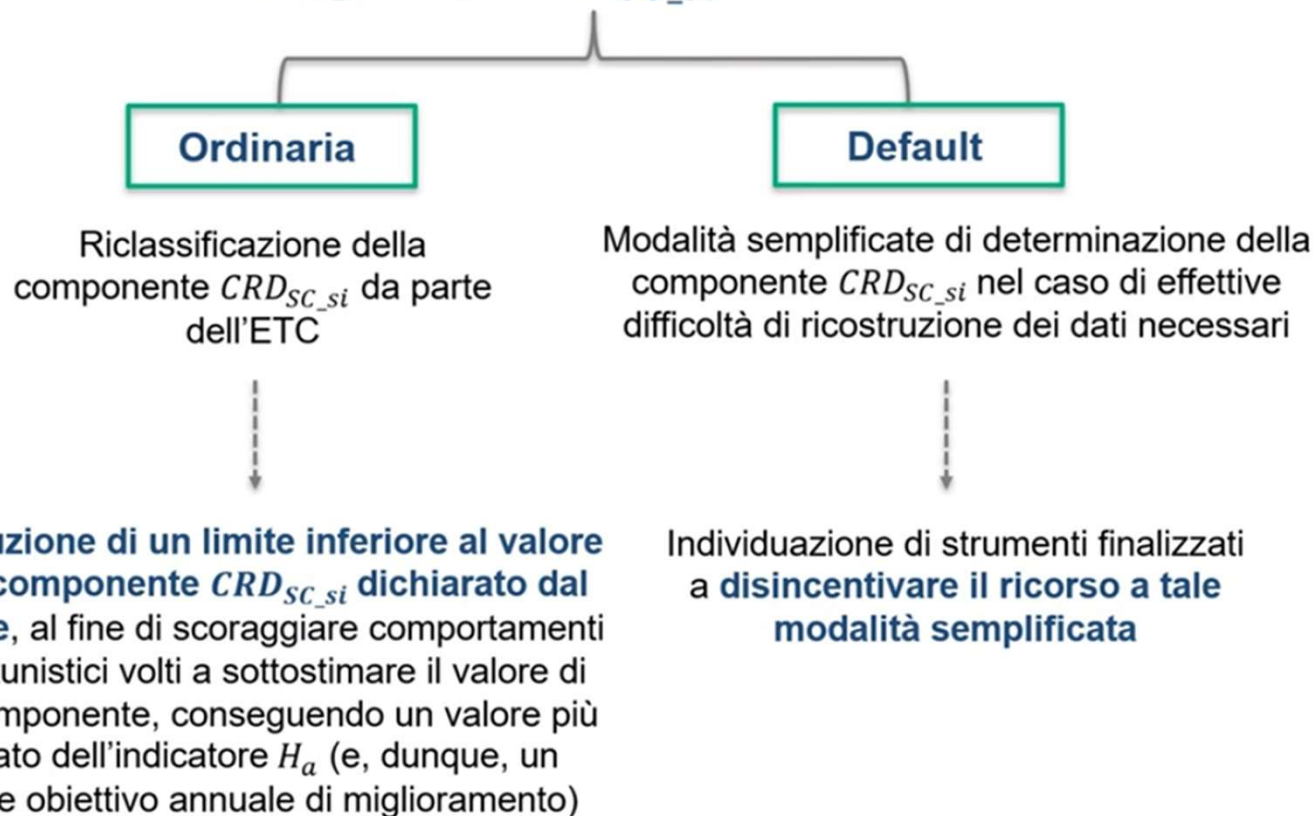 Ordinaria
Riclassificazione della
componente CRD_SC_si da parte
dell'ETC
uzione di un limite inferiore al valore
componente CRD_SC_si dichiarato dal
e, al fine di scoraggiare comportamenti
unistici volti a sottostimare il valore di
mponente, conseguendo un valore più
ato dell'indicatore H_a (e, dunque, un
e obiettivo annuale di miglioramento)
Default
Modalità semplificate di determinazione della
componente CRD_SC_si nel caso di effettive
difficoltà di ricostruzione dei dati necessari
Individuazione di strumenti finalizzati
a disincentivare il ricorso a tale
modalità semplificata